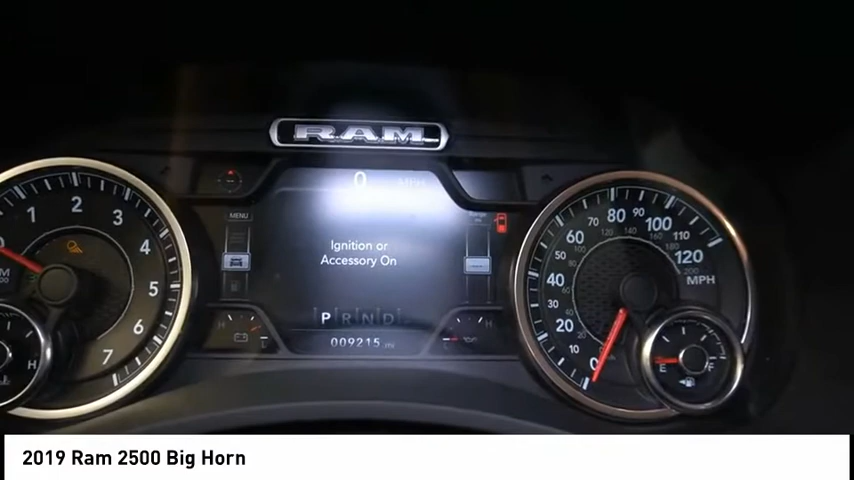 RAM
0 MPH
MENU
Ignition or
Accessory On
P R N D L
009215 mi
1 2 3 4 5 6 7
C H
H
0 10 20 30 40 50 60 70 80 90 100 110 120
MPH
E F
2019 Ram 2500 Big Horn